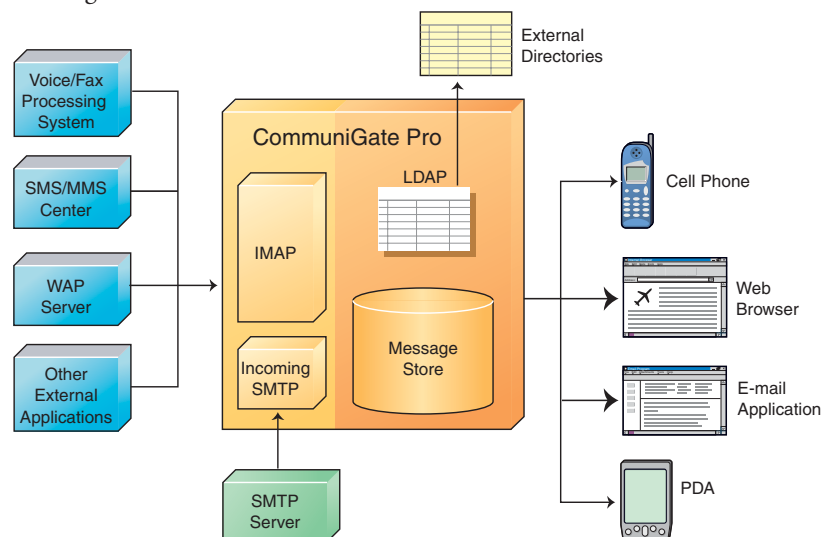 External
Directories
Voice/Fax
Processing
System
CommuniGate Pro
LDAP
SMS/MMS
Center
Cell Phone
IMAP
WAP
Server
Web
Browser
Message
Store
Incoming
SMTP
Other
External
Applications
E-mail
Application
SMTP
Server
PDA